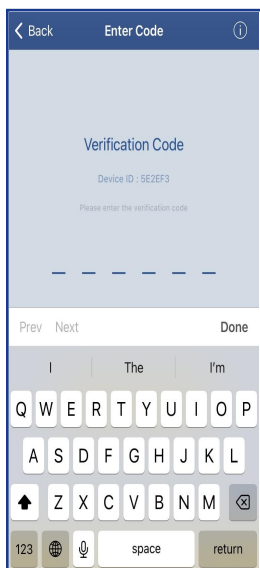 Back Enter Code
Verification Code
Device ID : 5E2EF3
Please enter the verification code
Prev Next Done
I The I'm
Q W E R T Y U I O P
A S D F G H J K L
Z X C V B N M
123 space return